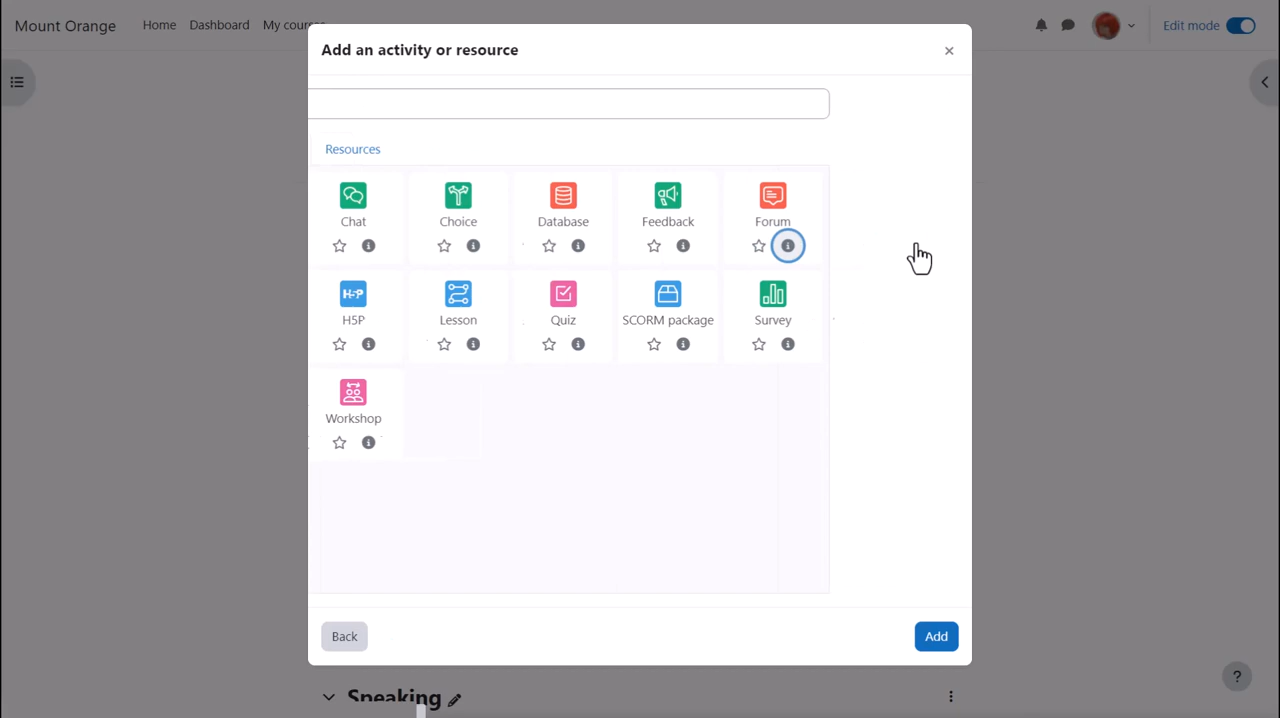 Mount Orange Home Dashboard My courses Edit mode
Add an activity or resource ×
Resources
Chat Choice Database Feedback Forum
H5P
H5P Lesson Quiz SCORM package Survey
Workshop
Back Add
?
Speaking